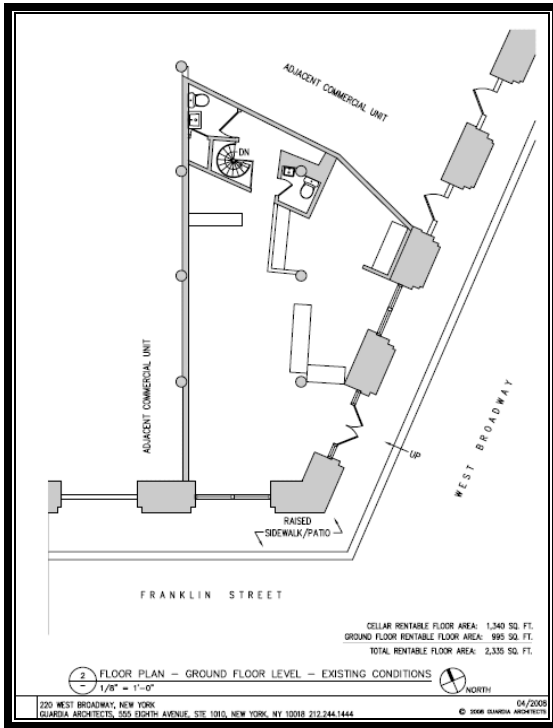 ADJACENT COMMERCIAL UNIT
DN
ADJACENT COMMERCIAL UNIT
WEST BROADWAY
UP
RAISED
SIDEWALK/PATIO
FRANKLIN STREET
CELLAR RENTABLE FLOOR AREA: 1,340 SQ. FT.
GROUND FLOOR RENTABLE FLOOR AREA: 995 SQ. FT.
TOTAL RENTABLE FLOOR AREA: 2,335 SQ. FT.
2 FLOOR PLAN – GROUND FLOOR LEVEL – EXISTING CONDITIONS
– 1/8" = 1'-0"
NORTH
220 WEST BROADWAY, NEW YORK
GUARDIA ARCHITECTS, 555 EIGHTH AVENUE, STE 1010, NEW YORK, NY 10018 212.244.1444
04/2008
© 2008 GUARDIA ARCHITECTS